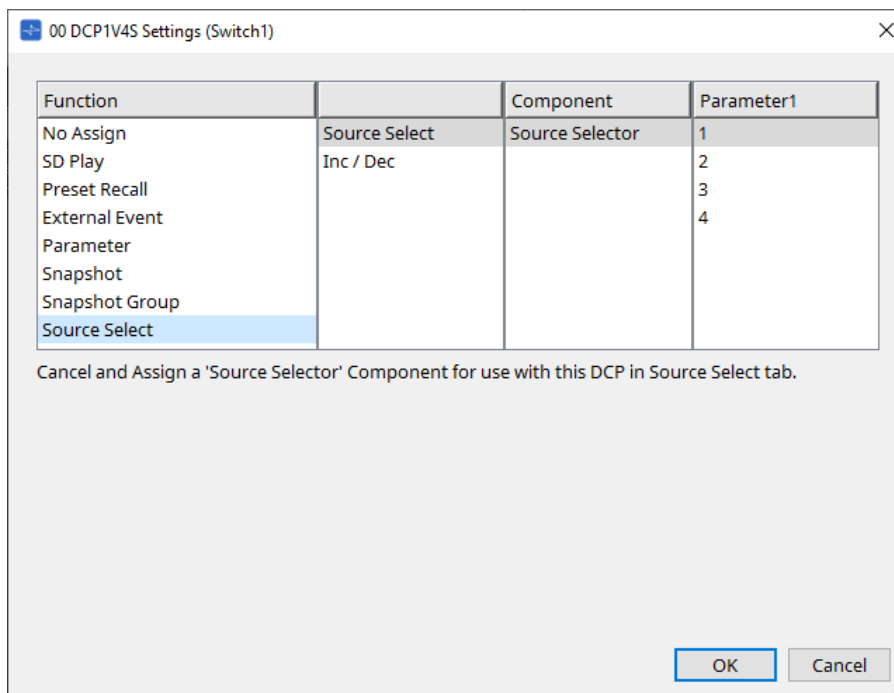 00 DCP1V4S Settings (Switch1)
Function Component Parameter1
No Assign Source Select Source Selector 1
SD Play Inc / Dec 2
Preset Recall 3
External Event 4
Parameter
Snapshot
Snapshot Group
Source Select
Cancel and Assign a 'Source Selector' Component for use with this DCP in Source Select tab.
OK Cancel